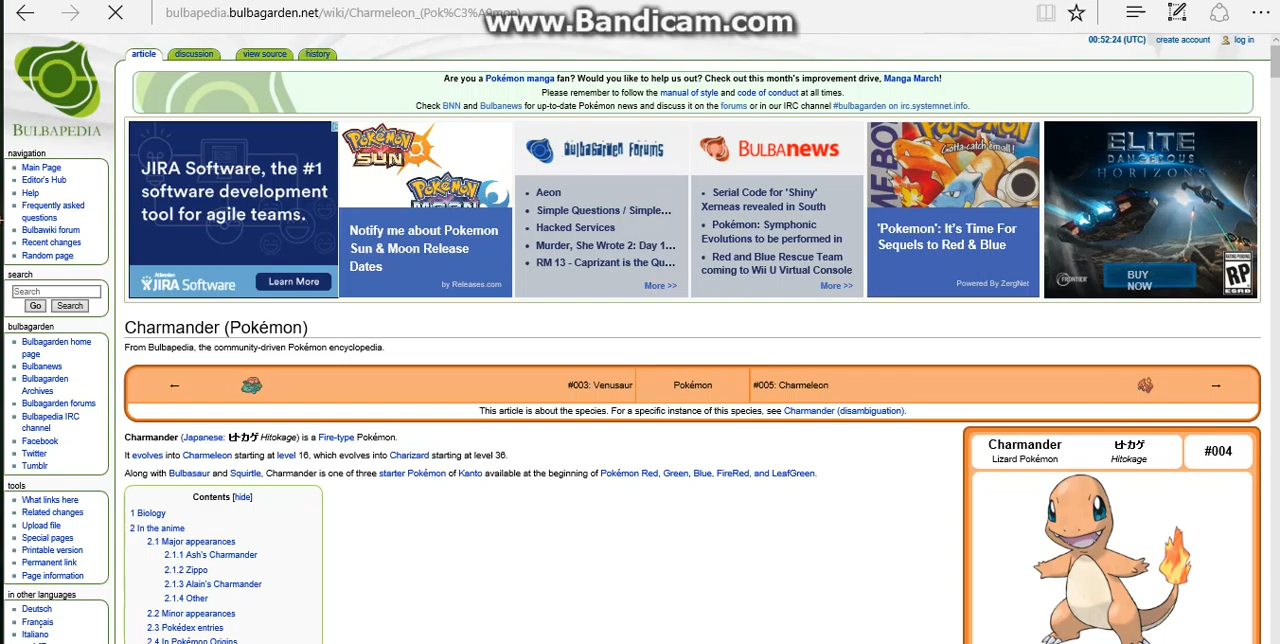 bulbapedia.bulbagarden.net/wiki/Charmeleon_(Pok%C3%A9mon)
www.Bandicam.com
00:52:24 (UTC) create account log in
article discussion view source history
BULBAPEDIA
Are you a Pokémon manga fan? Would you like to help us out? Check out this month's improvement drive, Manga March!
Please remember to follow the manual of style and code of conduct at all times.
Check BNN and Bulbanews for up-to-date Pokémon news and discuss it on the forums or in our IRC channel #bulbagarden on irc.systemnet.info.
navigation
Main Page
Editor's Hub
Help
Frequently asked
questions
Bulbawiki forum
Recent changes
Random page
search
Search
Go Search
bulbagarden
Bulbagarden home
page
Bulbanews
Bulbagarden
Archives
Bulbagarden forums
Bulbapedia IRC
channel
Facebook
Twitter
Tumblr
tools
What links here
Related changes
Upload file
Special pages
Printable version
Permanent link
Page information
in other languages
Deutsch
Français
Italiano
JIRA Software, the #1
software development
tool for agile teams.
JIRA Software
Learn More
POKéMON
SUN
POKéMON
Notify me about Pokemon
Sun & Moon Release
Dates
by Releases.com
BulbaGarden Forums
Aeon
Simple Questions / Simple...
Hacked Services
Murder, She Wrote 2: Day 1...
RM 13 - Caprizant is the Qu...
More >>
BULBAnews
Serial Code for 'Shiny'
Xerneas revealed in South
Pokémon: Symphonic
Evolutions to be performed in
Red and Blue Rescue Team
coming to Wii U Virtual Console
More >>
Gotta catch 'em all!
'Pokemon': It's Time For
Sequels to Red & Blue
Powered By ZergNet
ELITE
DANGEROUS
HORIZONS
FRONTIER
BUY
NOW
RATING PENDING
RP
ESRB
Charmander (Pokémon)
From Bulbapedia, the community-driven Pokémon encyclopedia.
← #003: Venusaur Pokémon #005: Charmeleon →
This article is about the species. For a specific instance of this species, see Charmander (disambiguation).
Charmander (Japanese: ヒトカゲ Hitokage) is a Fire-type Pokémon.
It evolves into Charmeleon starting at level 16, which evolves into Charizard starting at level 36.
Along with Bulbasaur and Squirtle, Charmander is one of three starter Pokémon of Kanto available at the beginning of Pokémon Red, Green, Blue, FireRed, and LeafGreen.
Contents [hide]
1 Biology
2 In the anime
2.1 Major appearances
2.1.1 Ash's Charmander
2.1.2 Zippo
2.1.3 Alain's Charmander
2.1.4 Other
2.2 Minor appearances
2.3 Pokédex entries
2.4 In Pokémon Origins
Charmander ヒトカゲ #004
Lizard Pokémon Hitokage